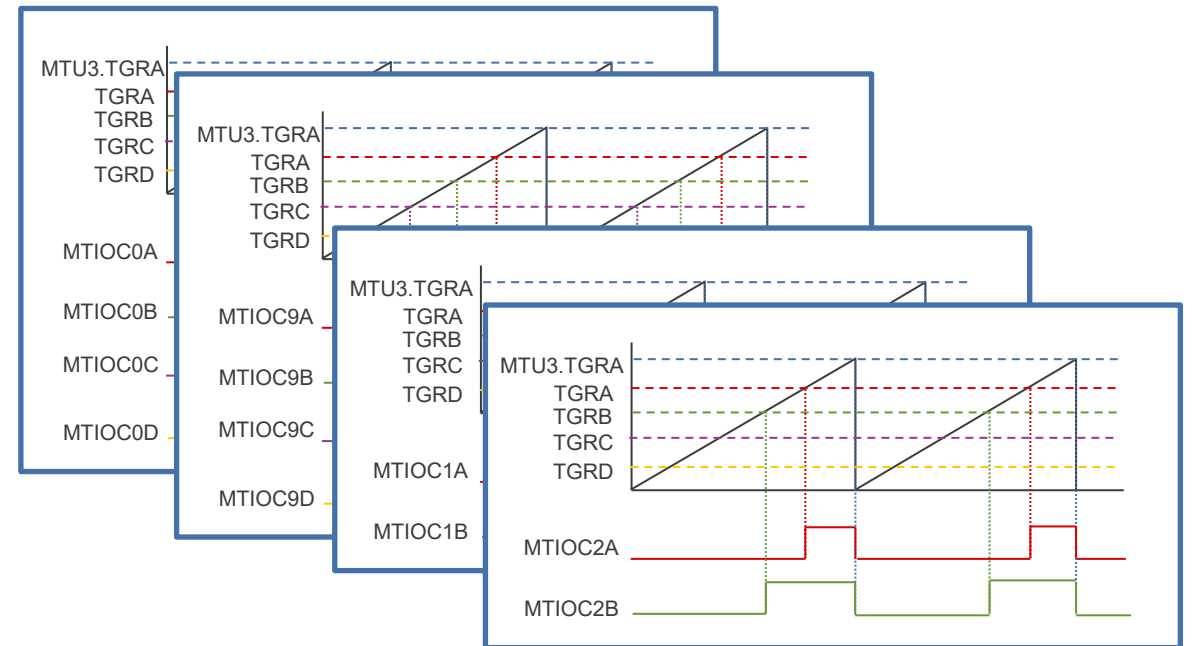 MTU3.TGRA
TGRA
TGRB
TGRC
TGRD
MTIOC0A
MTIOC0B
MTIOC0C
MTIOC0D
MTU3.TGRA
TGRA
TGRB
TGRC
TGRD
MTIOC9A
MTIOC9B
MTIOC9C
MTIOC9D
MTU3.TGRA
TGRA
TGRB
TGRC
TGRD
MTIOC1A
MTIOC1B
MTU3.TGRA
TGRA
TGRB
TGRC
TGRD
MTIOC2A
MTIOC2B